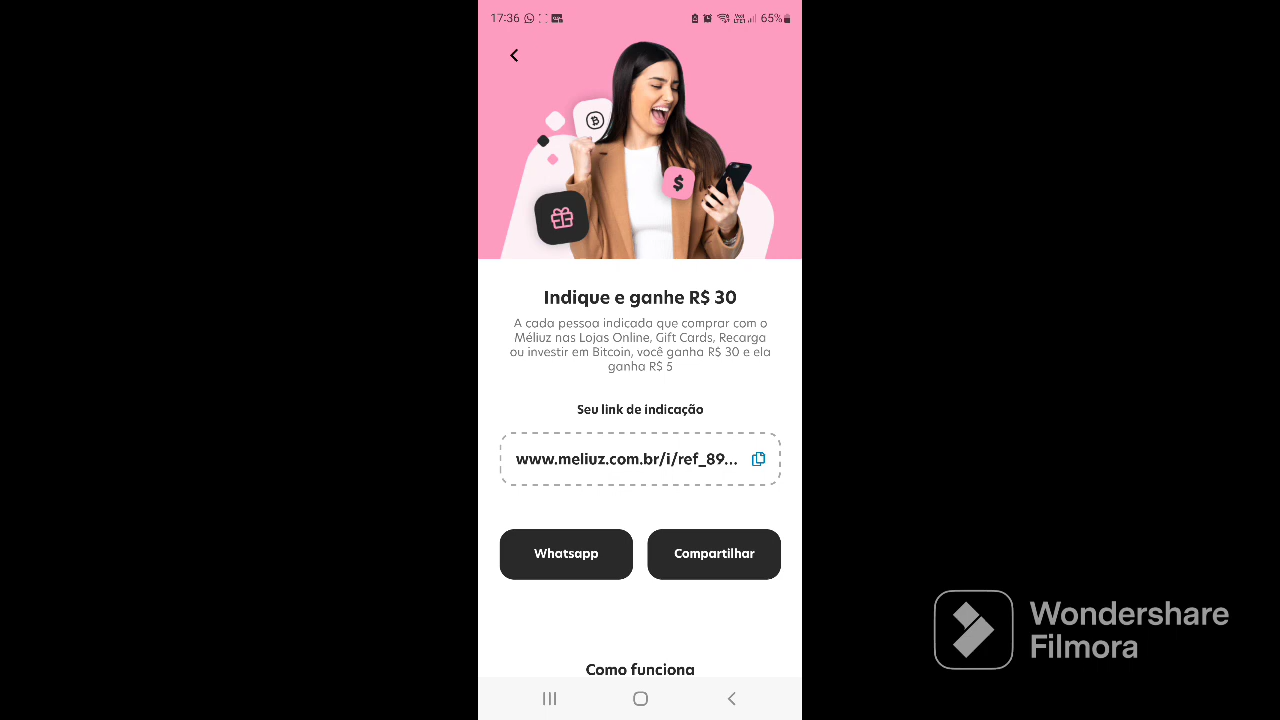 17:36
65%
Indique e ganhe R$ 30
A cada pessoa indicada que comprar com o
Méliuz nas Lojas Online, Gift Cards, Recarga
ou investir em Bitcoin, você ganha R$ 30 e ela
ganha R$ 5
Seu link de indicação
www.meliuz.com.br/i/ref_89...
Whatsapp
Compartilhar
Wondershare
Filmora
Como funciona